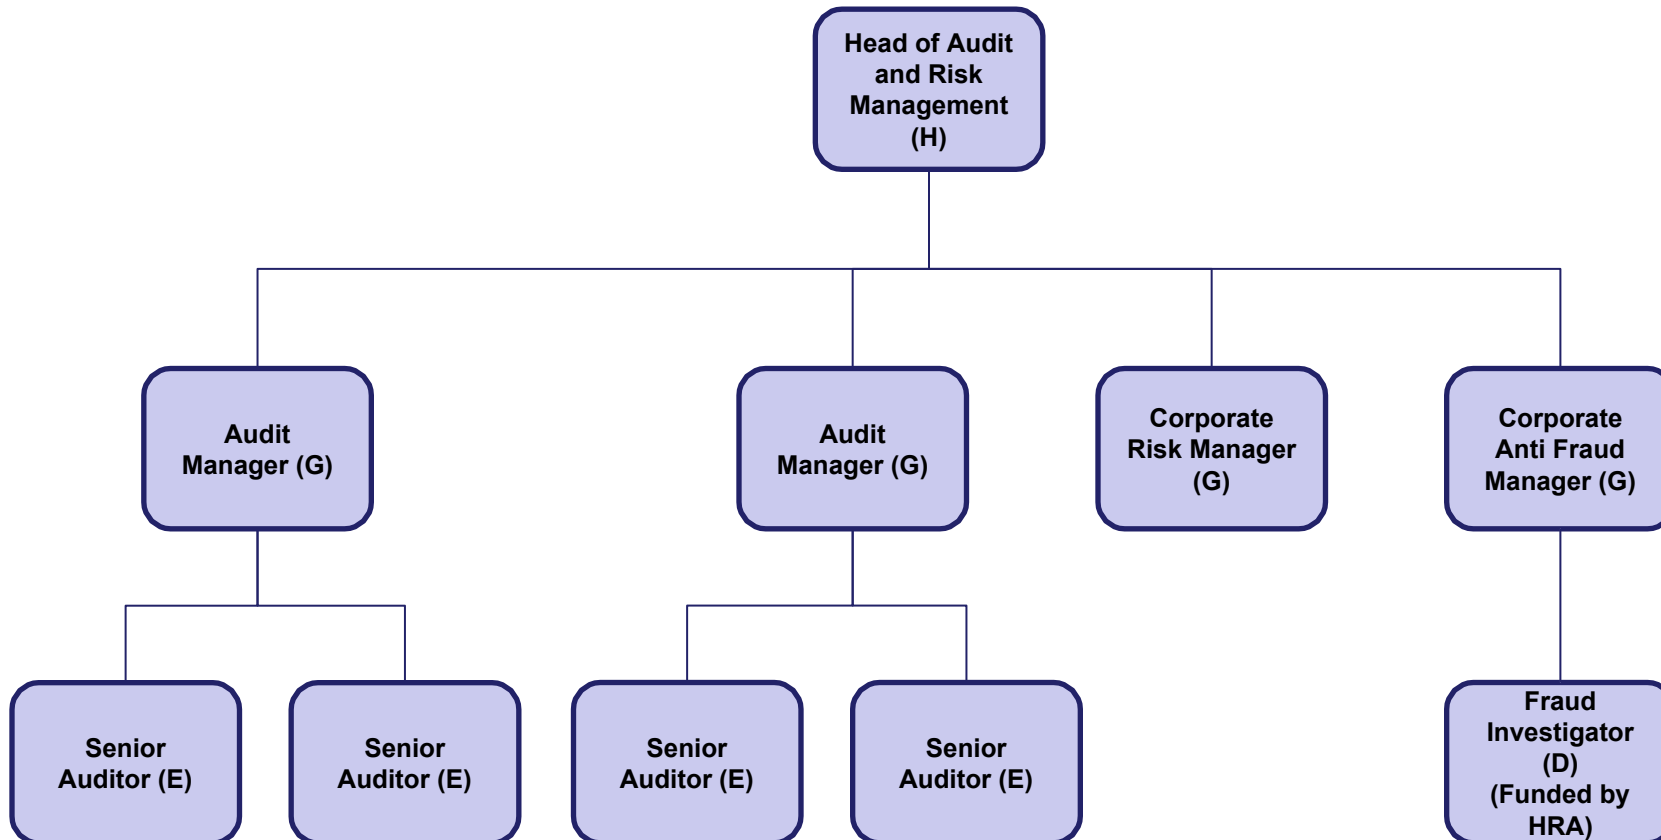 Head of Audit
and Risk
Management
(H)
Audit
Manager (G)
Audit
Manager (G)
Corporate
Risk Manager
(G)
Corporate
Anti Fraud
Manager (G)
Senior
Auditor (E)
Senior
Auditor (E)
Senior
Auditor (E)
Senior
Auditor (E)
Fraud
Investigator
(D)
(Funded by
HRA)